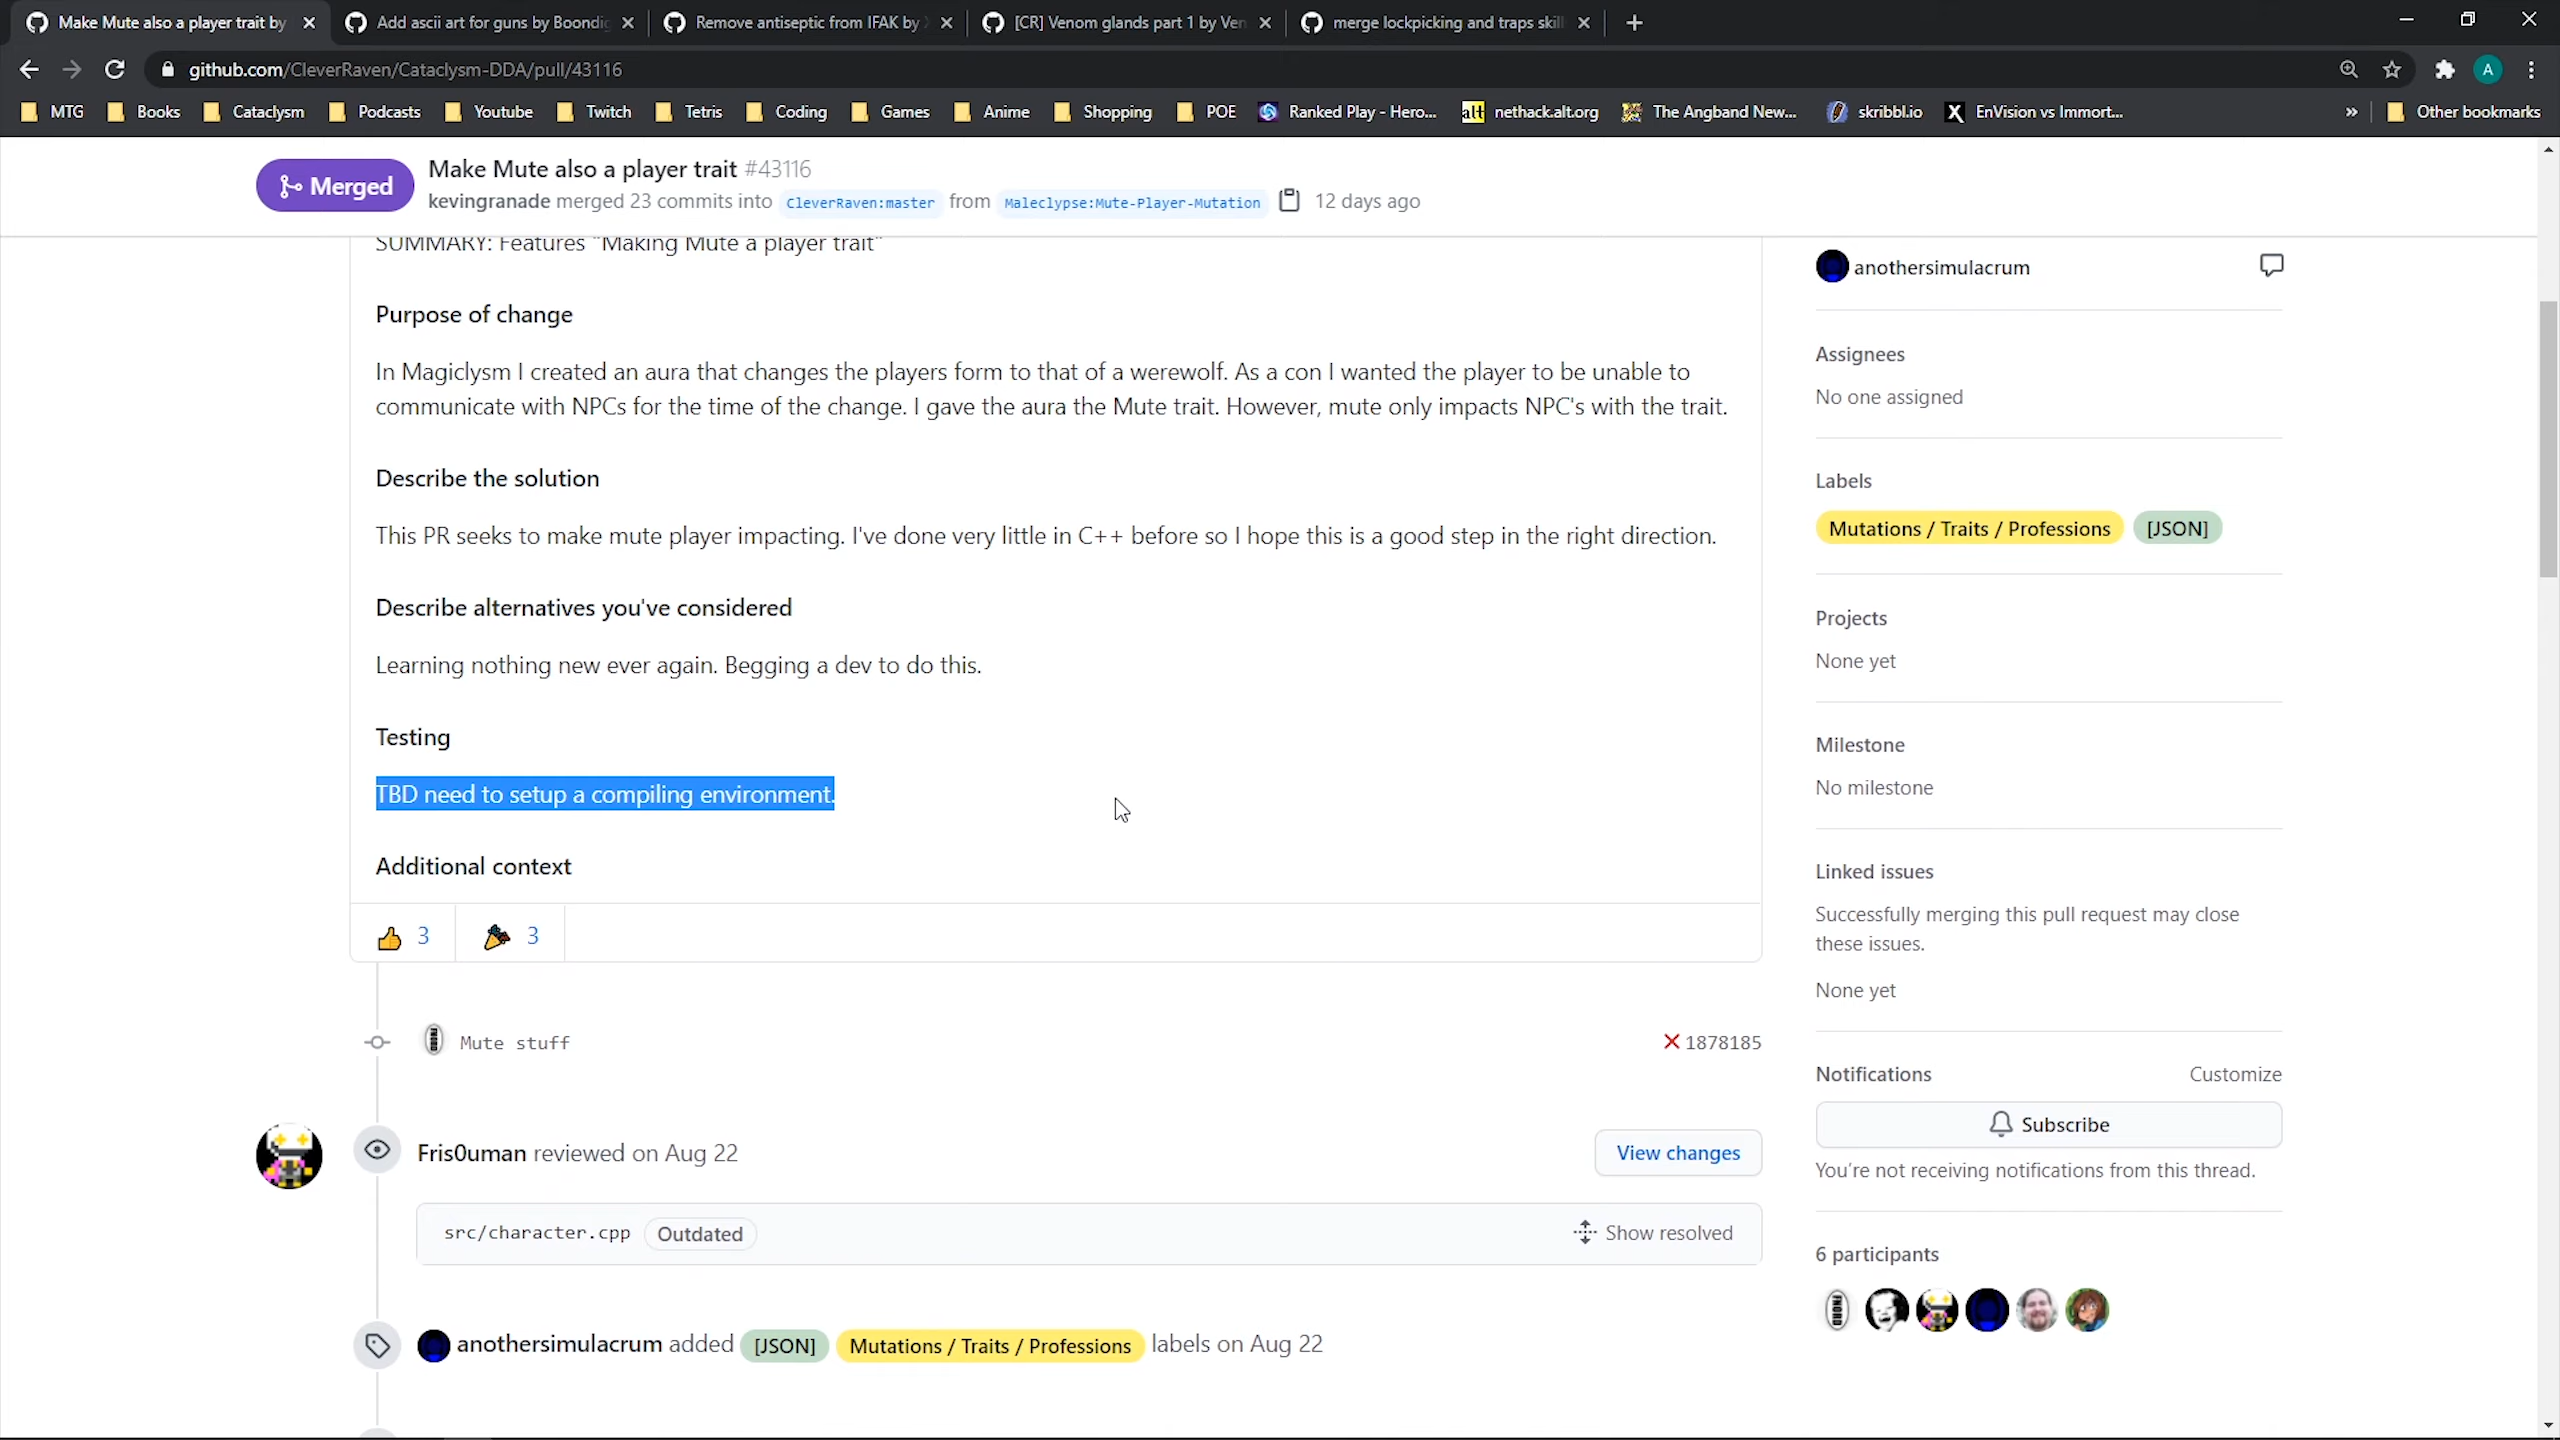 Make Mute also a player trait by
Add ascii art for guns by Boondig
Remove antiseptic from IFAK by
[CR] Venom glands part 1 by Ven
merge lockpicking and traps skil
github.com/CleverRaven/Cataclysm-DDA/pull/43116
A
MTG
Books
Cataclysm
Podcasts
Youtube
Twitch
Tetris
Coding
Games
Anime
Shopping
POE
Ranked Play - Hero...
alt nethack.alt.org
The Angband New...
skribbl.io
X EnVision vs Immort...
»
Other bookmarks
Merged
Make Mute also a player trait #43116
kevingranade merged 23 commits into CleverRaven:master from Maleclypse:Mute-Player-Mutation 12 days ago
SUMMARY: Features "Making Mute a player trait"
Purpose of change
In Magiclysm I created an aura that changes the players form to that of a werewolf. As a con I wanted the player to be unable to
communicate with NPCs for the time of the change. I gave the aura the Mute trait. However, mute only impacts NPC's with the trait.
Describe the solution
This PR seeks to make mute player impacting. I've done very little in C++ before so I hope this is a good step in the right direction.
Describe alternatives you've considered
Learning nothing new ever again. Begging a dev to do this.
Testing
TBD need to setup a compiling environment.
Additional context
3
3
Mute stuff
1878185
Fris0uman reviewed on Aug 22
View changes
src/character.cpp Outdated
Show resolved
anothersimulacrum added [JSON] Mutations / Traits / Professions labels on Aug 22
anothersimulacrum
Assignees
No one assigned
Labels
Mutations / Traits / Professions [JSON]
Projects
None yet
Milestone
No milestone
Linked issues
Successfully merging this pull request may close
these issues.
None yet
Notifications
Customize
Subscribe
You're not receiving notifications from this thread.
6 participants
FNORD